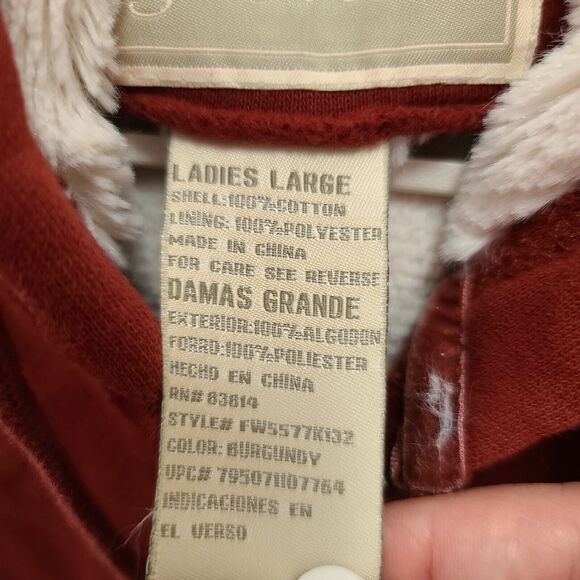 LADIES LARGE
SHELL:100%COTTON
LINING:100%POLYESTER
MADE IN CHINA
FOR CARE SEE REVERSE
DAMAS GRANDE
EXTERIOR:100%ALGODON
FORRO:100%POLIESTER
HECHO EN CHINA
RN# 83614
STYLE# FW5577K132
COLOR: BURGUNDY
UPC# 795071107764
INDICACIONES EN
EL VERSO